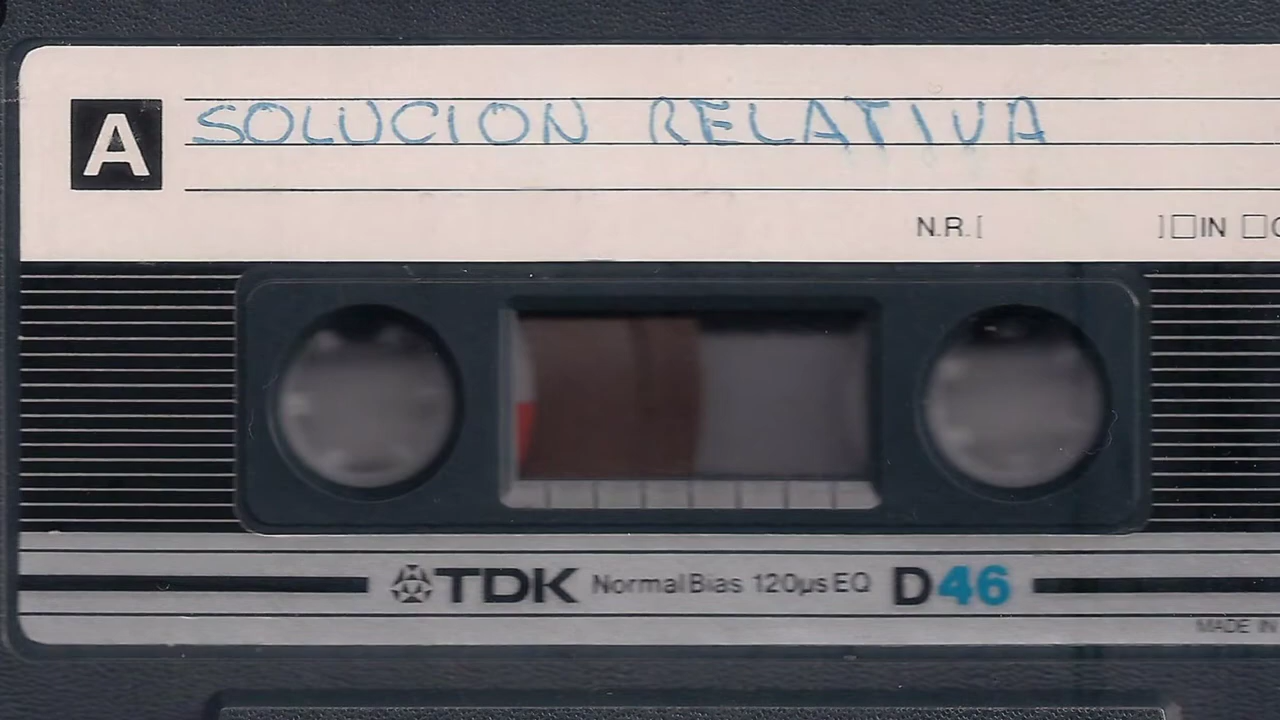 A SOLUCION RELATIVA
N.R.[ ]□IN □
TDK Normal Bias 120µs EQ D46
MADE IN